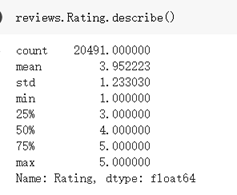 reviews.Rating.describe()
count 20491.000000
mean 3.952223
std 1.233030
min 1.000000
25% 3.000000
50% 4.000000
75% 5.000000
max 5.000000
Name: Rating, dtype: float64